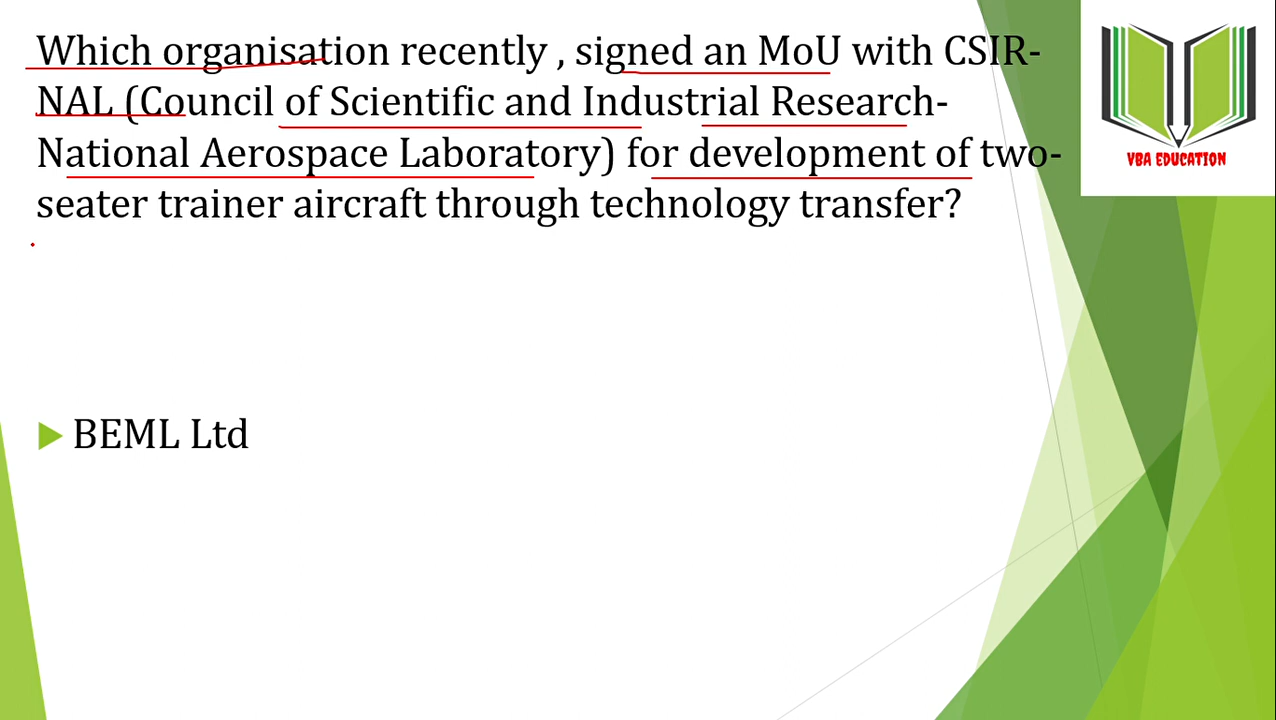 Which organisation recently , signed an MoU with CSIR-
NAL (Council of Scientific and Industrial Research-
National Aerospace Laboratory) for development of two-
seater trainer aircraft through technology transfer?
BEML Ltd
VBA EDUCATION